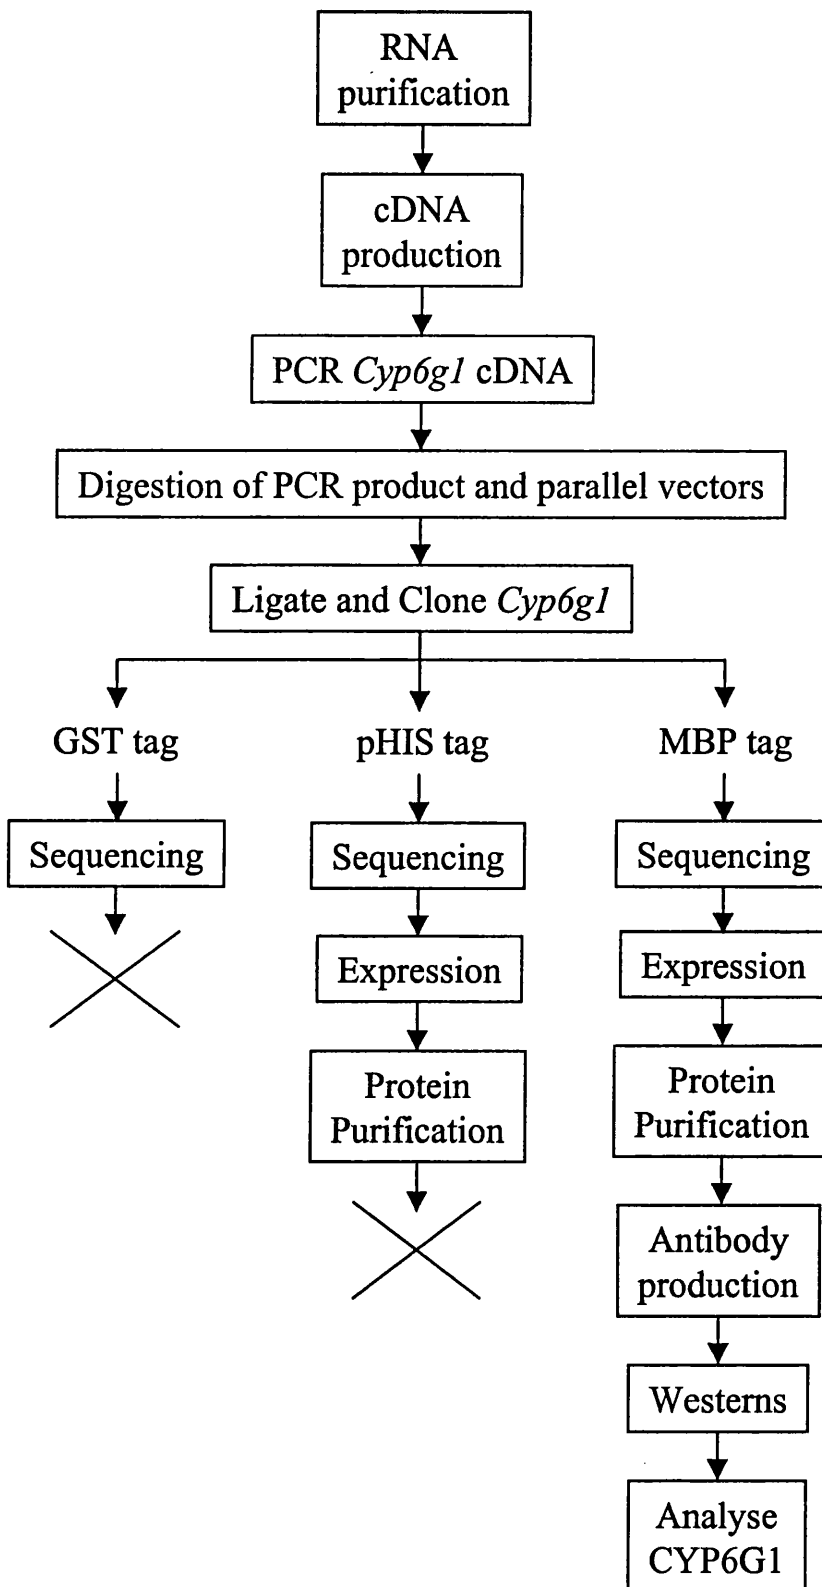 RNA
purification
cDNA
production
PCR Cyp6g1 cDNA
Digestion of PCR product and parallel vectors
Ligate and Clone Cyp6g1
GST tag
pHIS tag
MBP tag
Sequencing
Sequencing
Sequencing
Expression
Expression
Protein
Purification
Protein
Purification
Antibody
production
Westerns
Analyse
CYP6G1